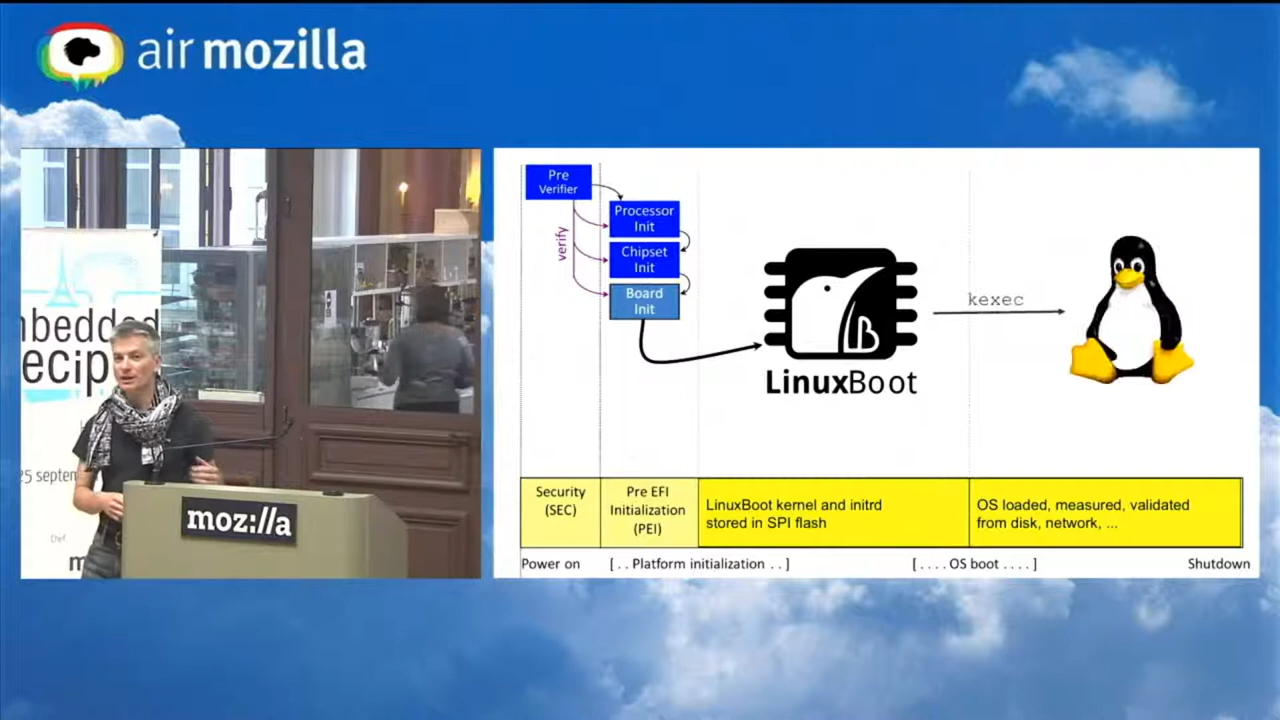 air mozilla
nbedded
ecip
25 septem
Chef.
m
moz://a
Pre
Verifier
verify
Processor
Init
Chipset
Init
Board
Init
LinuxBoot
kexec
Security
(SEC)
Pre EFI
Initialization
(PEI)
LinuxBoot kernel and initrd
stored in SPI flash
OS loaded, measured, validated
from disk, network, ...
Power on
[ . . Platform initialization . . ]
[ . . . . OS boot . . . . ]
Shutdown